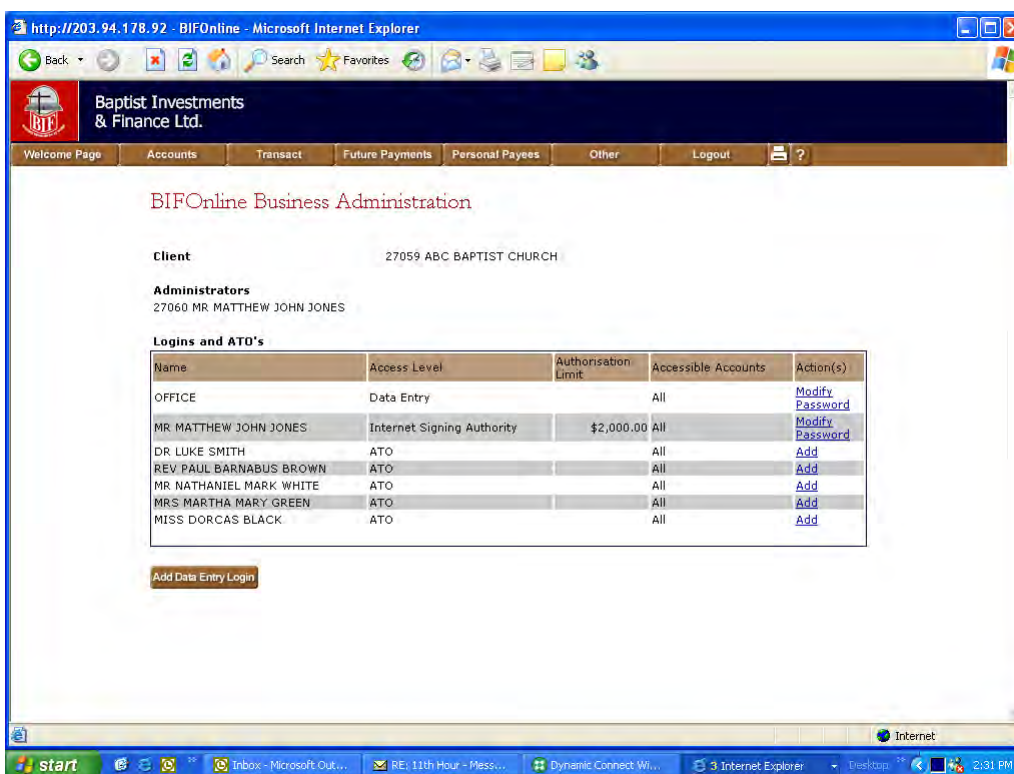 http://203.94.178.92 - BIFOnline - Microsoft Internet Explorer
Back Search Favorites
BIF
Baptist Investments
& Finance Ltd.
Welcome Page Accounts Transact Future Payments Personal Payees Other Logout ?
BIFOnline Business Administration
Client 27059 ABC BAPTIST CHURCH
Administrators
27060 MR MATTHEW JOHN JONES
Logins and ATO's
Name Access Level Authorisation Limit Accessible Accounts Action(s)
OFFICE Data Entry All Modify Password
MR MATTHEW JOHN JONES Internet Signing Authority $2,000.00 All Modify Password
DR LUKE SMITH ATO All Add
REV PAUL BARNABUS BROWN ATO All Add
MR NATHANIEL MARK WHITE ATO All Add
MRS MARTHA MARY GREEN ATO All Add
MISS DORCAS BLACK ATO All Add
Add Data Entry Login
Internet
start Inbox - Microsoft Out... RE: 11th Hour - Mess... Dynamic Connect Wi... 3 Internet Explorer Desktop 2:31 PM